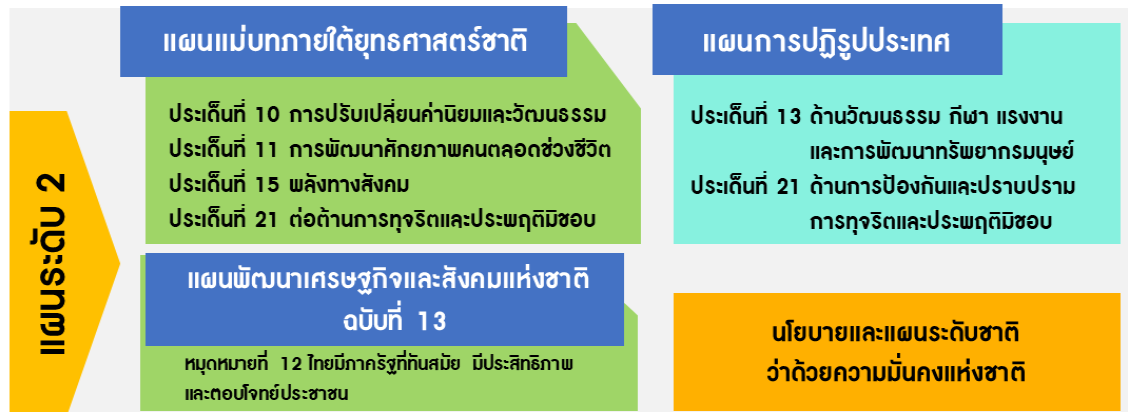 แผนระดับ 2
แผนแม่บทภายใต้ยุทธศาสตร์ชาติ
ประเด็นที่ 10 การปรับเปลี่ยนค่านิยมและวัฒนธรรม
ประเด็นที่ 11 การพัฒนาศักยภาพคนตลอดช่วงชีวิต
ประเด็นที่ 15 พลังทางสังคม
ประเด็นที่ 21 ต่อต้านการทุจริตและประพฤติมิชอบ
แผนการปฏิรูปประเทศ
ประเด็นที่ 13 ด้านวัฒนธรรม กีฬา แรงงาน
และการพัฒนาทรัพยากรมนุษย์
ประเด็นที่ 21 ด้านการป้องกันและปราบปราม
การทุจริตและประพฤติมิชอบ
แผนพัฒนาเศรษฐกิจและสังคมแห่งชาติ
ฉบับที่ 13
หมุดหมายที่ 12 ไทยมีภาครัฐที่ทันสมัย มีประสิทธิภาพ
และตอบโจทย์ประชาชน
นโยบายและแผนระดับชาติ
ว่าด้วยความมั่นคงแห่งชาติ